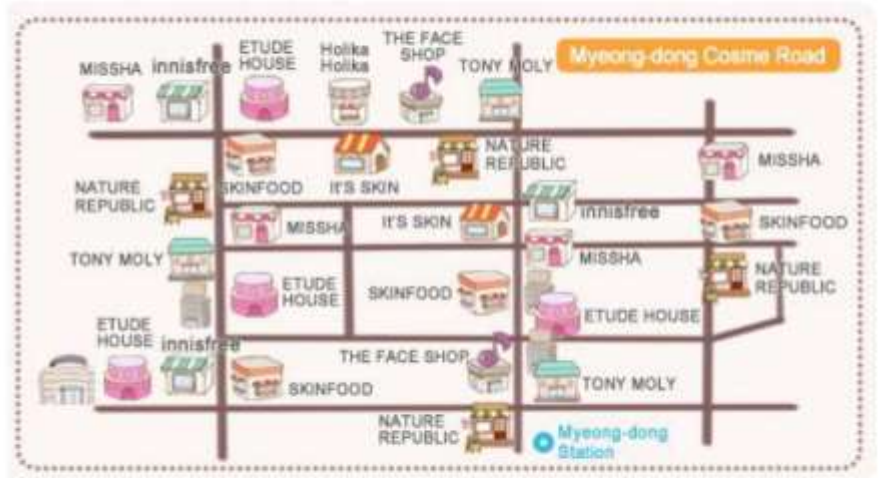 Myeong-dong Cosme Road
MISSHA
innisfree
ETUDE
HOUSE
Holika
Holika
THE FACE
SHOP
TONY MOLY
NATURE
REPUBLIC
SKINFOOD
It'S SKIN
NATURE
REPUBLIC
MISSHA
MISSHA
It'S SKIN
innisfree
SKINFOOD
TONY MOLY
MISSHA
ETUDE
HOUSE
SKINFOOD
NATURE
REPUBLIC
ETUDE HOUSE
ETUDE
HOUSE
innisfree
SKINFOOD
THE FACE SHOP
TONY MOLY
NATURE
REPUBLIC
Myeong-dong
Station